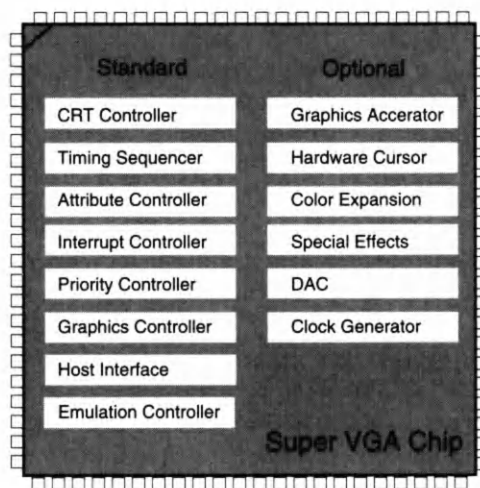 Standard
CRT Controller
Timing Sequencer
Attribute Controller
Interrupt Controller
Priority Controller
Graphics Controller
Host Interface
Emulation Controller
Optional
Graphics Accerator
Hardware Cursor
Color Expansion
Special Effects
DAC
Clock Generator
Super VGA Chip